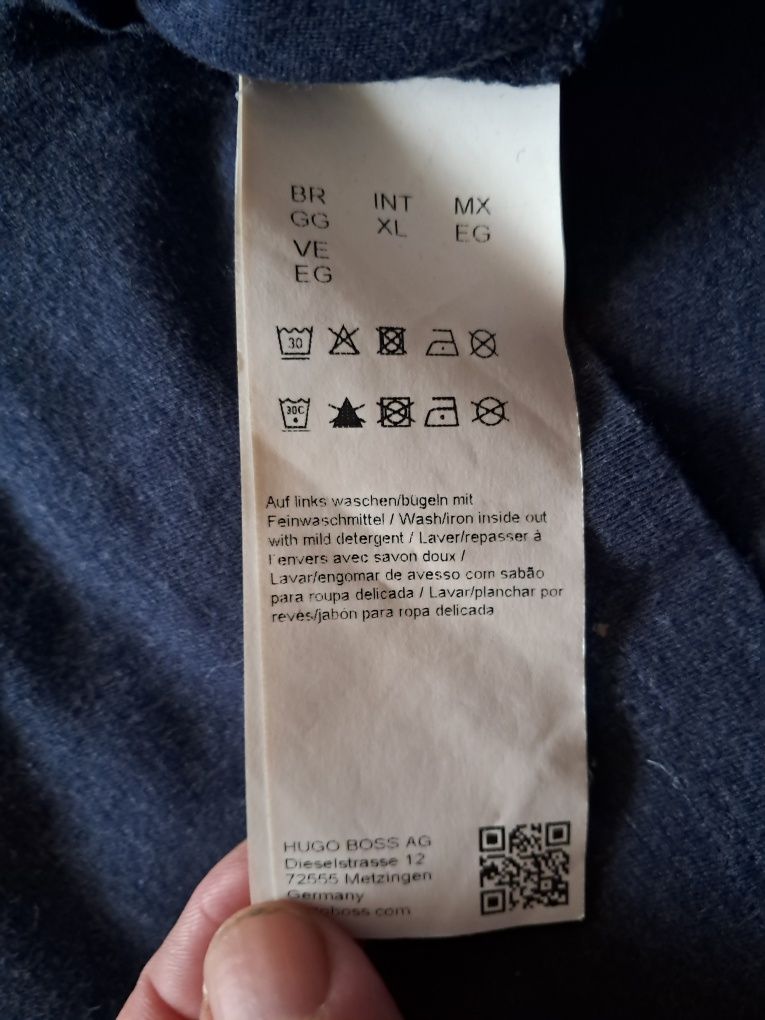 BR INT MX
GG XL EG
VE
EG
30
30C
Auf links waschen/bügeln mit
Feinwaschmittel / Wash/iron inside out
with mild detergent / Laver/repasser à
l'envers avec savon doux /
Lavar/engomar de avesso com sabão
para roupa delicada / Lavar/planchar por
revés/jabón para ropa delicada
HUGO BOSS AG
Dieselstrasse 12
72555 Metzingen
Germany